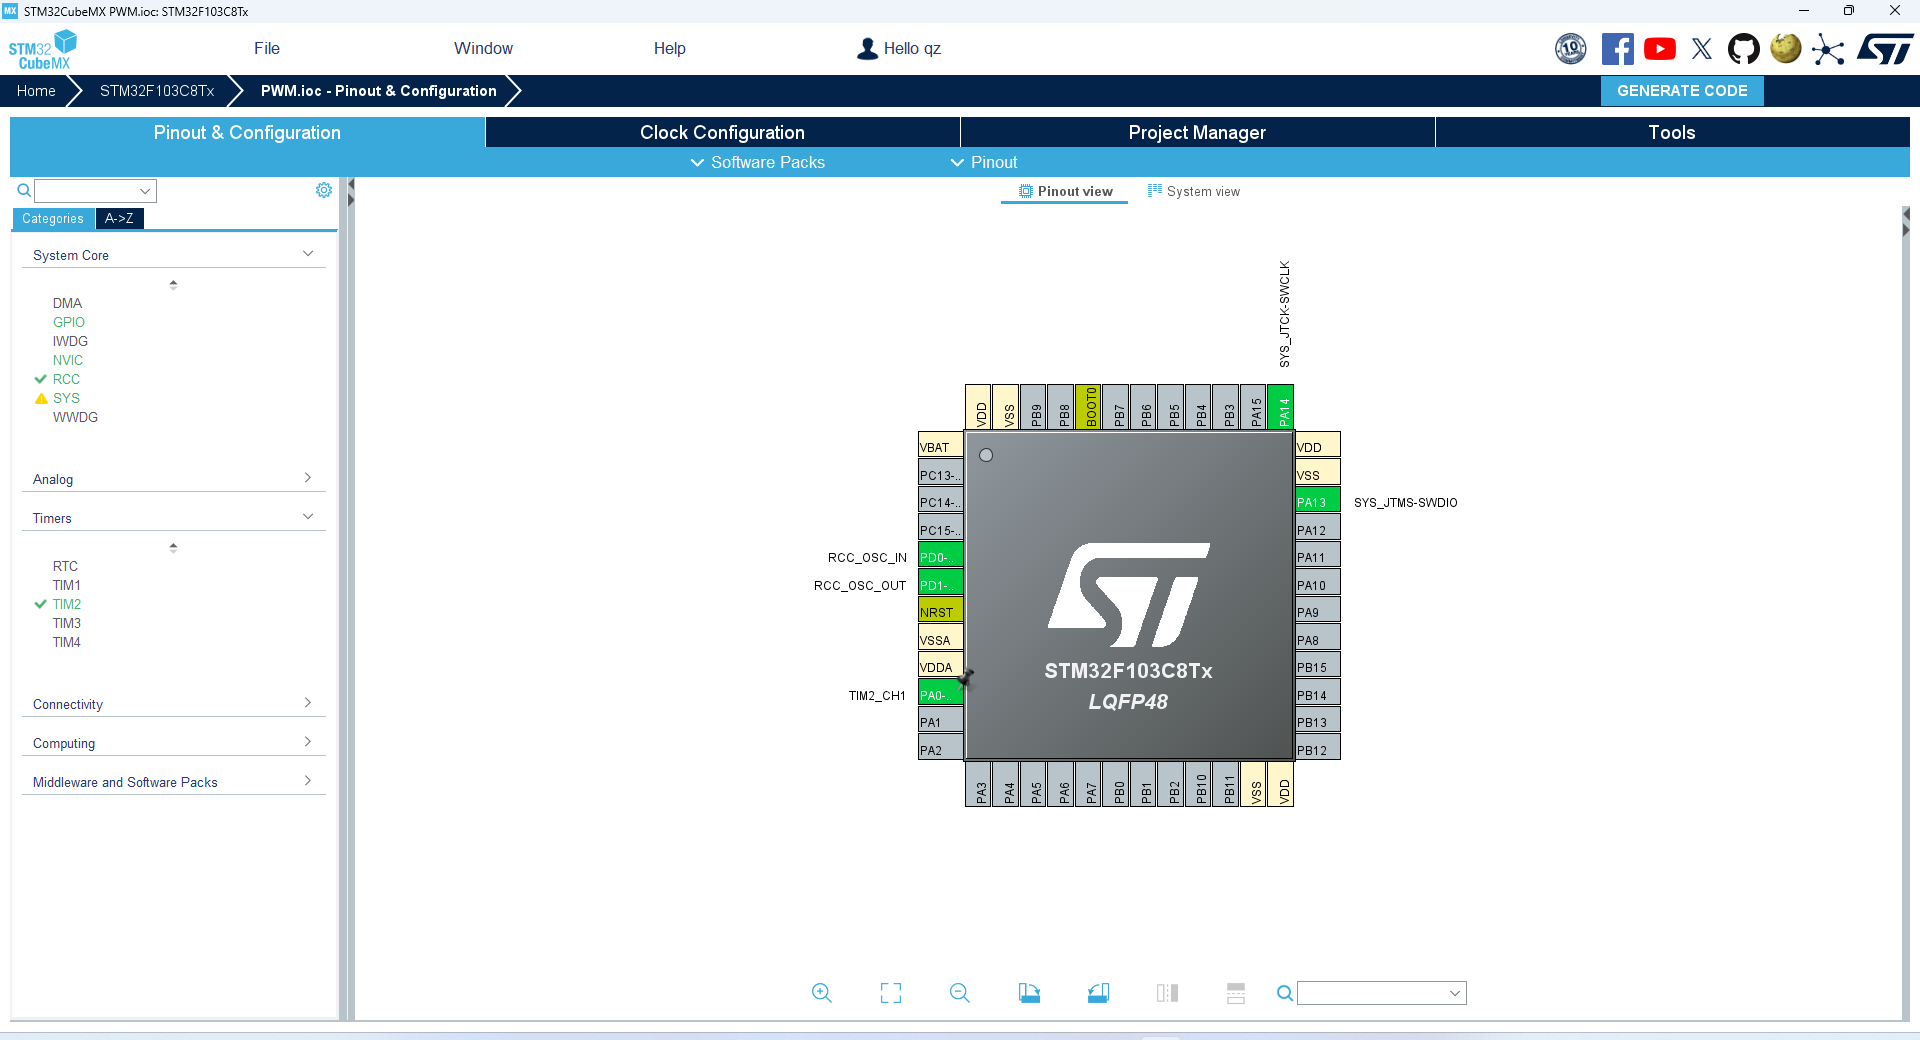 MX STM32CubeMX PWM.ioc: STM32F103C8Tx
STM32 CubeMX
File
Window
Help
Hello qz
10
ST
Home
STM32F103C8Tx
PWM.ioc - Pinout & Configuration
GENERATE CODE
Pinout & Configuration
Clock Configuration
Project Manager
Tools
Software Packs
Pinout
Pinout view
System view
Categories
A->Z
System Core
DMA
GPIO
IWDG
NVIC
RCC
SYS
WWDG
Analog
Timers
RTC
TIM1
TIM2
TIM3
TIM4
Connectivity
Computing
Middleware and Software Packs
SYS_JTCK-SWCLK
VDD
VSS
PB9
PB8
BOOT0
PB7
PB6
PB5
PB4
PB3
PA15
PA14
VBAT
PC13-..
PC14-..
PC15-..
RCC_OSC_IN
PD0-..
RCC_OSC_OUT
PD1-..
NRST
VSSA
VDDA
TIM2_CH1
PA0-..
PA1
PA2
ST
STM32F103C8Tx
LQFP48
VDD
VSS
PA13
SYS_JTMS-SWDIO
PA12
PA11
PA10
PA9
PA8
PB15
PB14
PB13
PB12
PA3
PA4
PA5
PA6
PA7
PB0
PB1
PB2
PB10
PB11
VSS
VDD